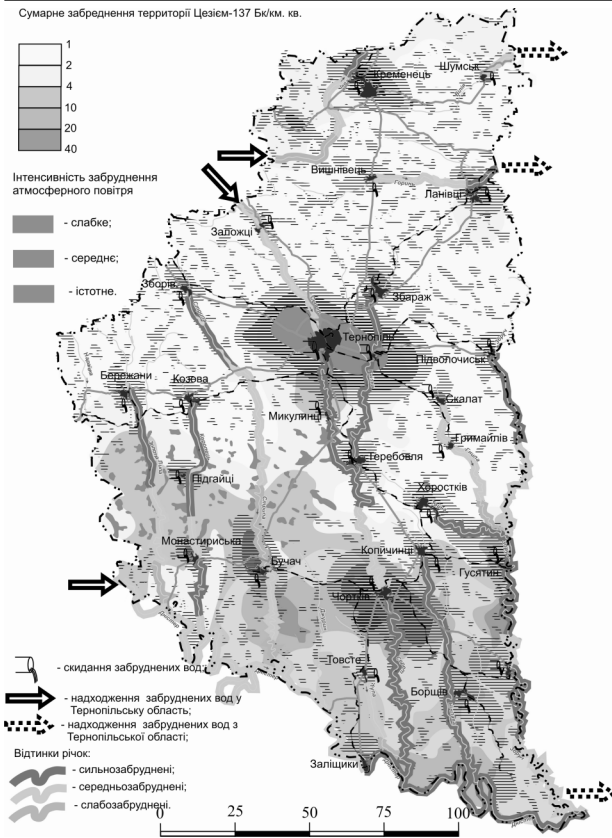 Сумарне забреднення території Цезієм-137 Бк/км. кв.
1
2
4
10
20
40
Інтенсивність забруднення
атмосферного повітря
- слабке;
- середнє;
- істотне.
Кременець
Шумськ
Вишнівець
Горинь
Ланівці
Заложці
Зборів
Збараж
Тернопіль
Підволочиськ
Бережани
Козова
Скалат
Микулинці
Гримайлів
Теребовля
Підгайці
Хоростків
Монастириська
Копичинці
Бучач
Гусятин
Чортків
Товсте
Борщів
Заліщики
- скидання забруднених вод;
- надходження забруднених вод у
Тернопільську область;
- надходження забруднених вод з
Тернопільської області;
Відтинки річок:
- сильнозабруднені;
- середньозабруднені;
- слабозабруднені.
0 25 50 75 100